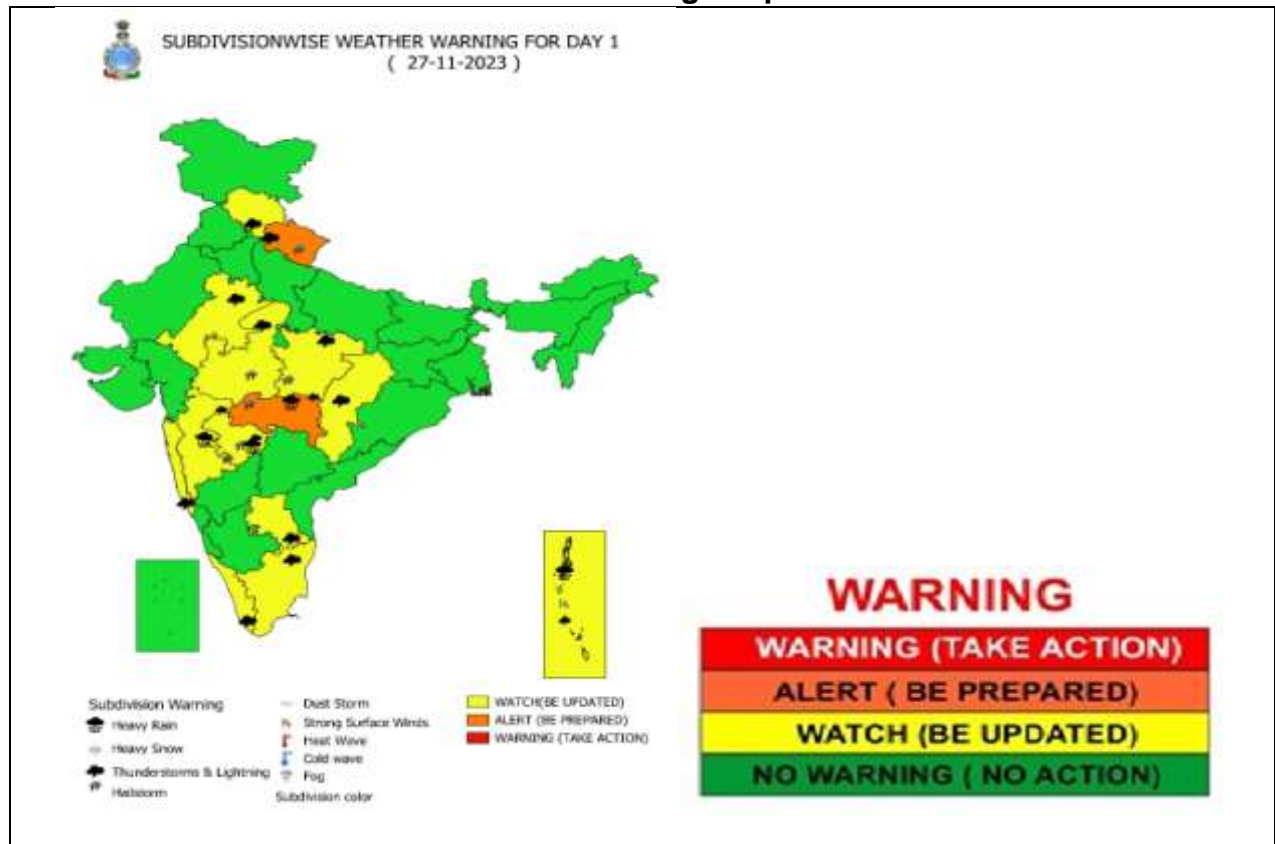 SUBDIVISIONWISE WEATHER WARNING FOR DAY 1
( 27-11-2023 )
Subdivision Warning
Heavy Rain
Heavy Snow
Thunderstorms & Lightning
Hailstorm
Dust Storm
Strong Surface Winds
Heat Wave
Cold wave
Fog
Subdivision color
WATCH(BE UPDATED)
ALERT (BE PREPARED)
WARNING (TAKE ACTION)
WARNING
WARNING (TAKE ACTION)
ALERT ( BE PREPARED)
WATCH (BE UPDATED)
NO WARNING ( NO ACTION)